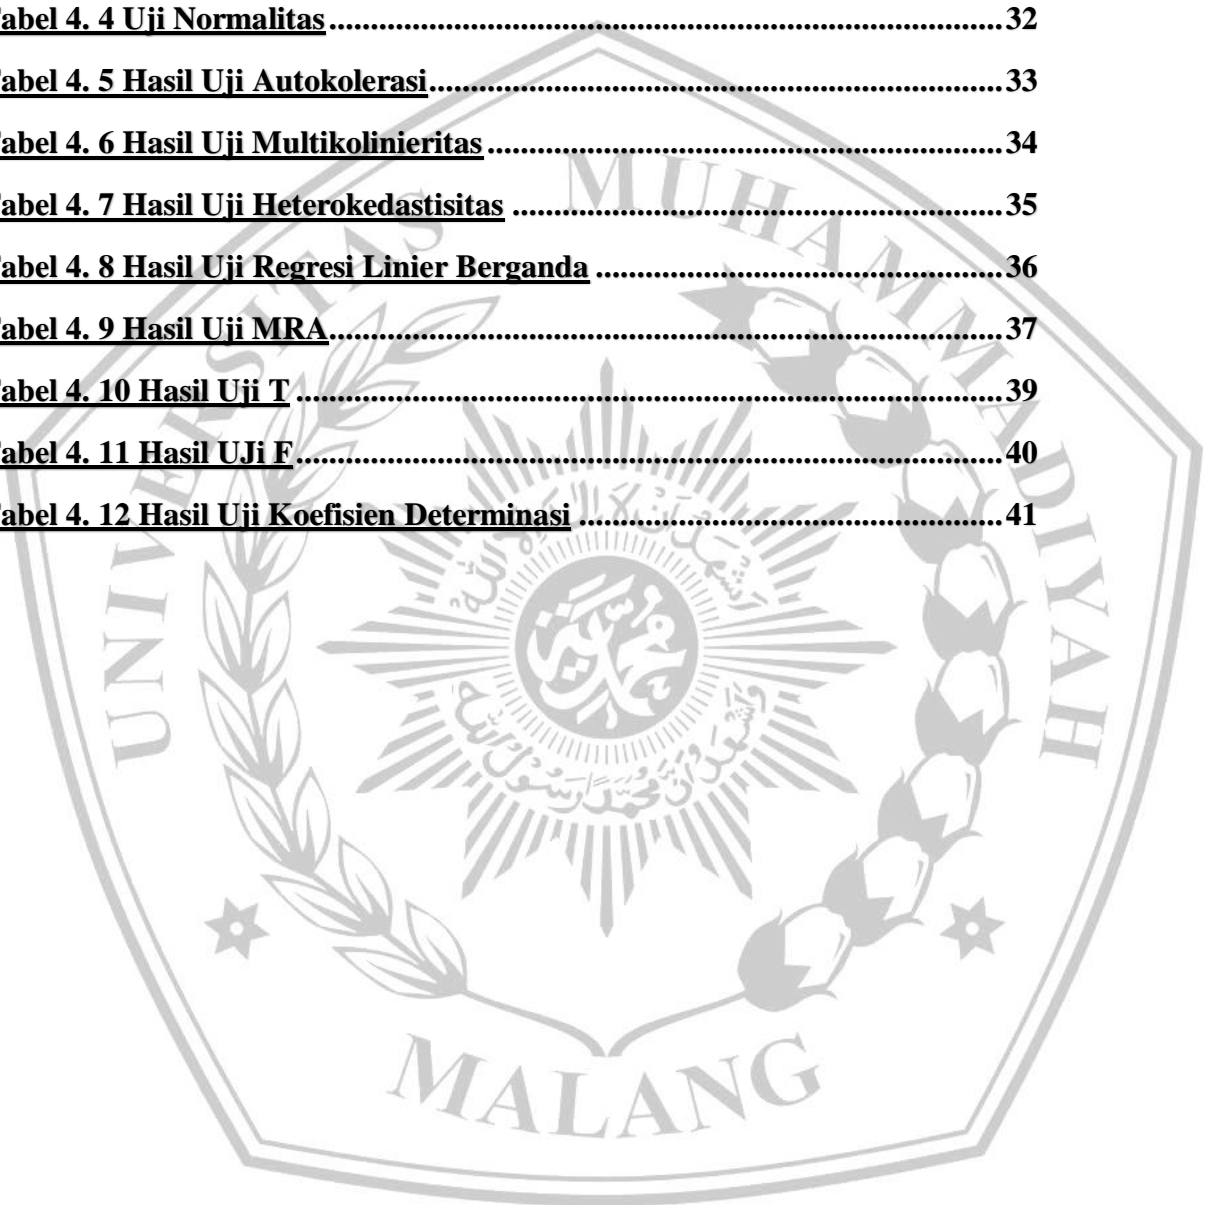 abel 4. 4 Uji Normalitas....................................................................................32
abel 4. 5 Hasil Uji Autokolerasi........................................................................33
abel 4. 6 Hasil Uji Multikolinieritas.................................................................34
abel 4. 7 Hasil Uji Heterokedastisitas ..............................................................35
abel 4. 8 Hasil Uji Regresi Linier Berganda ...................................................36
abel 4. 9 Hasil Uji MRA....................................................................................37
abel 4. 10 Hasil Uji T.........................................................................................39
abel 4. 11 Hasil UJi F.........................................................................................40
abel 4. 12 Hasil Uji Koefisien Determinasi .....................................................41
UNIVERSITAS MUHAMMADIYAH
MALANG